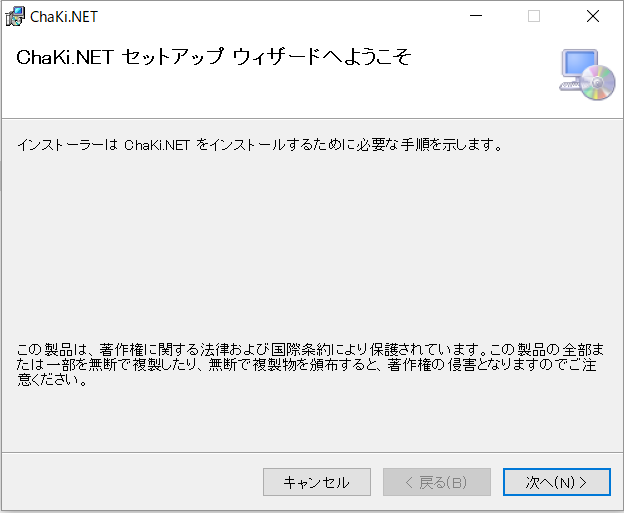 ChaKi.NET
ChaKi.NET セットアップ ウィザードへようこそ
インストーラーは ChaKi.NET をインストールするために必要な手順を示します。
この製品は、著作権に関する法律および国際条約により保護されています。この製品の全部ま
たは一部を無断で複製したり、無断で複製物を頒布すると、著作権の侵害となりますのでご注
意ください。
キャンセル
< 戻る(B)
次へ(N) >